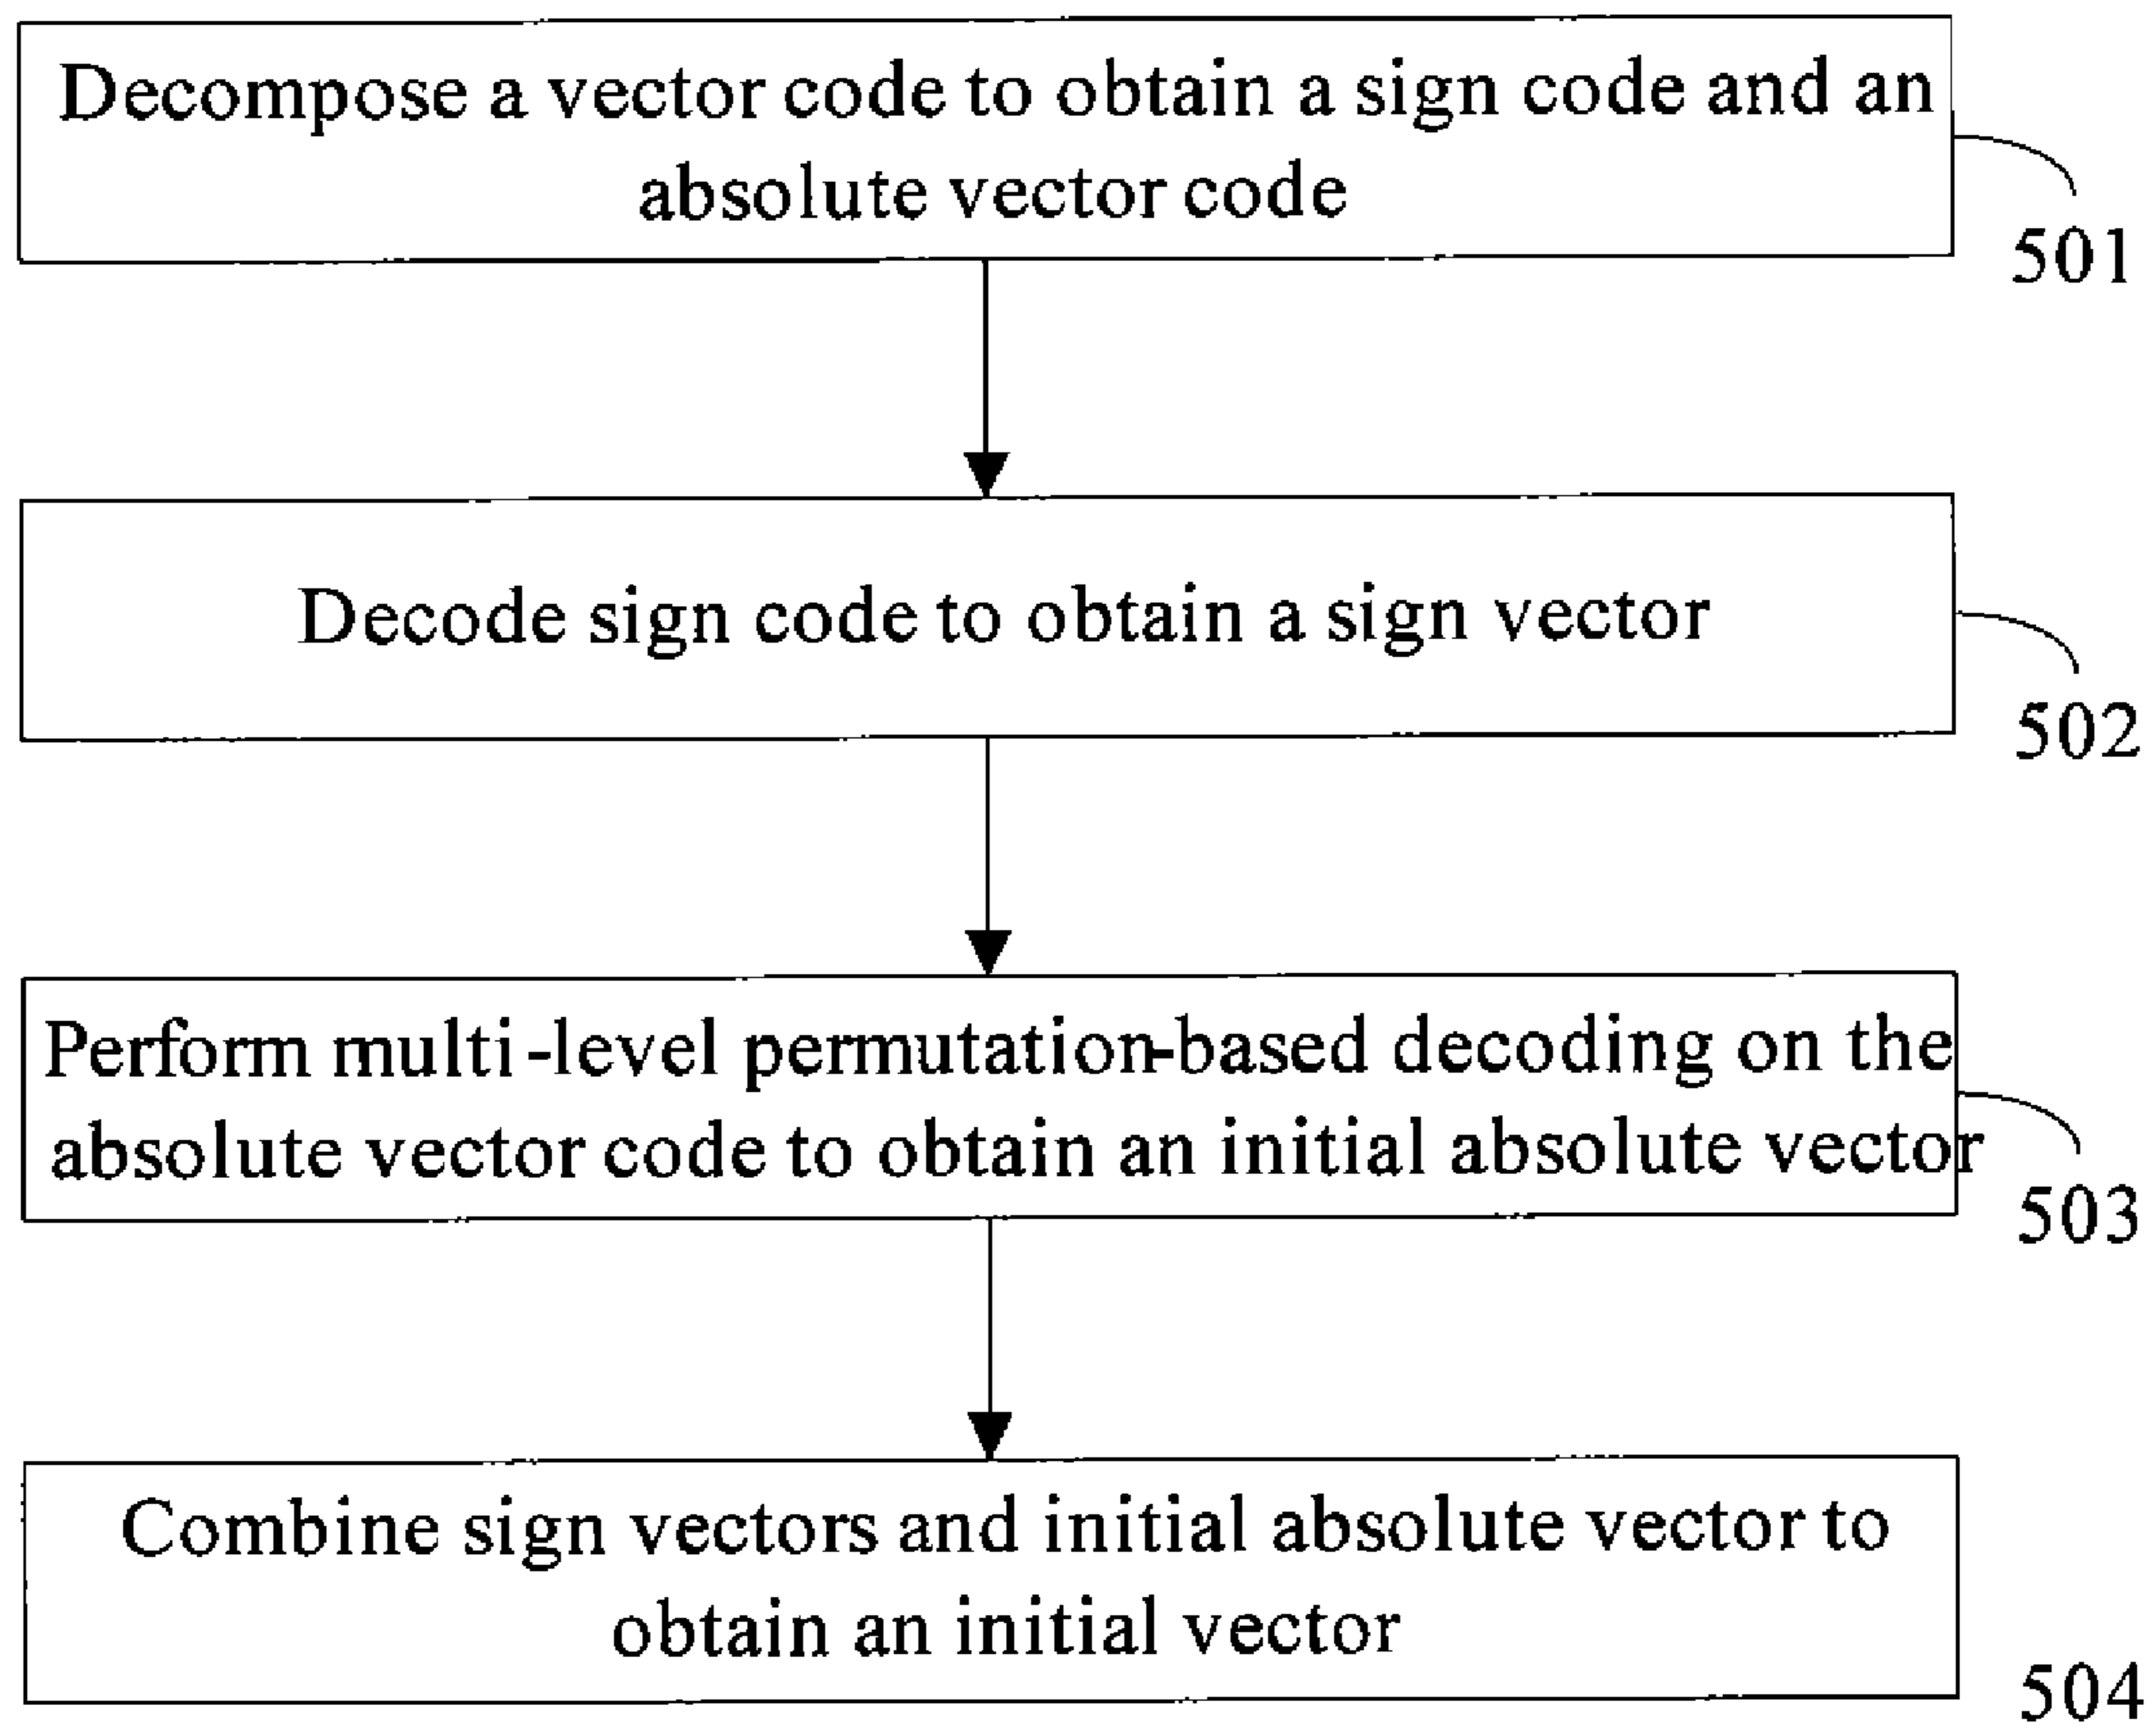 Decompose a vector code to obtain a sign code and an
absolute vector code
501
Decode sign code to obtain a sign vector
502
Perform multi-level permutation-based decoding on the
absolute vector code to obtain an initial absolute vector
503
Combine sign vectors and initial absolute vector to
obtain an initial vector
504